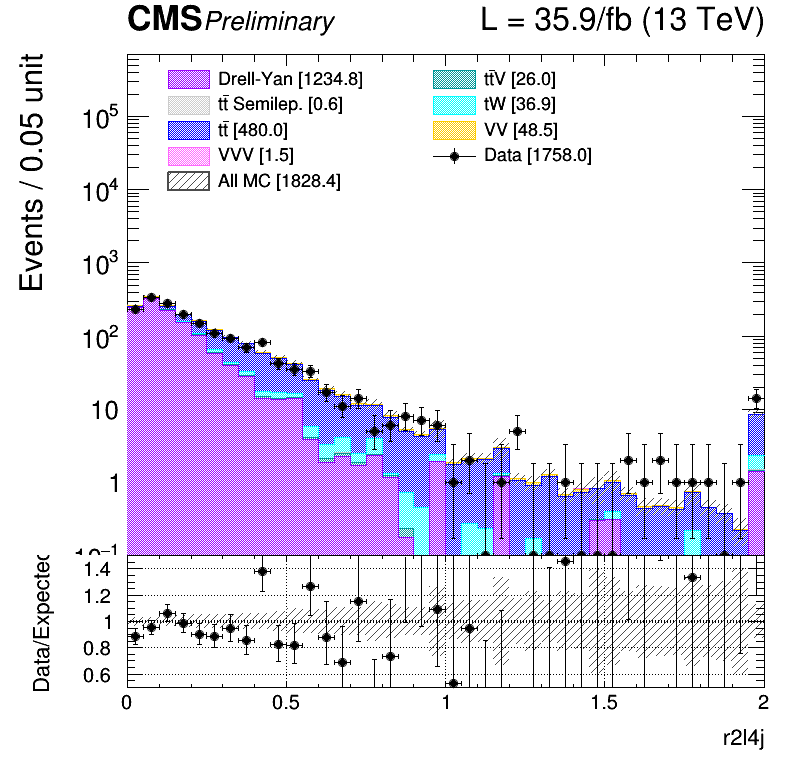 CMS Preliminary L = 35.9/fb (13 TeV)
Events / 0.05 unit
Drell-Yan [1234.8]
tt̄ Semilep. [0.6]
tt̄ [480.0]
VVV [1.5]
All MC [1828.4]
tt̄V [26.0]
tW [36.9]
VV [48.5]
Data [1758.0]
10⁵
10⁴
10³
10²
10
1
10⁻¹
Data/Expected
1.4
1.2
1
0.8
0.6
0 0.5 1 1.5 2
r2l4j